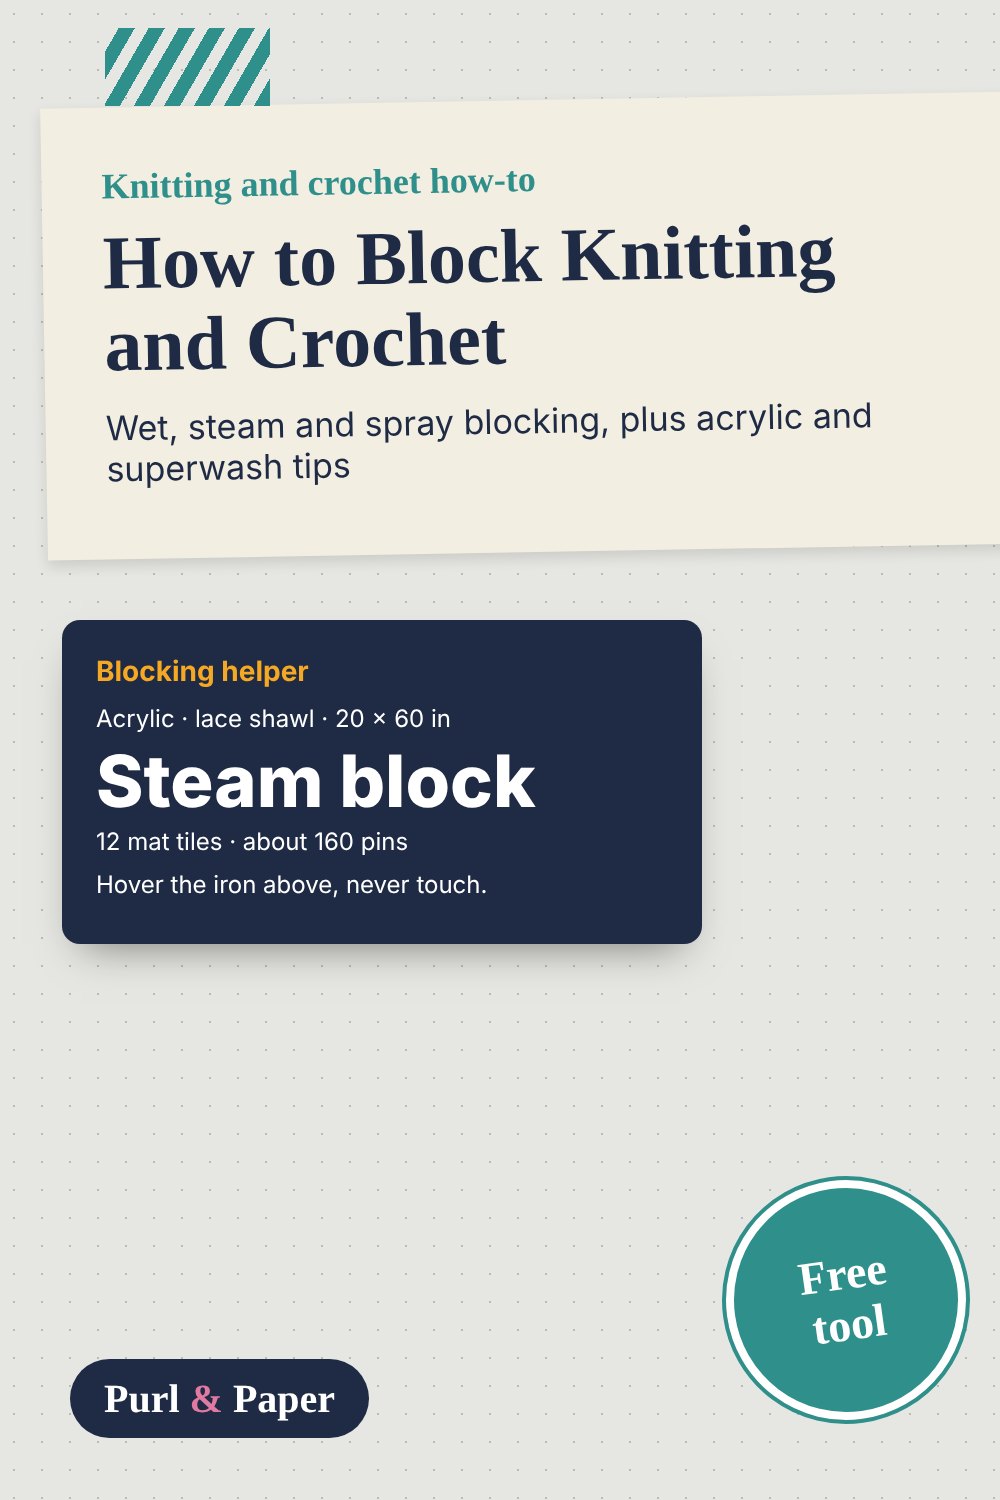 Knitting and crochet how-to
How to Block Knitting
and Crochet
Wet, steam and spray blocking, plus acrylic and
superwash tips
Blocking helper
Acrylic · lace shawl · 20 × 60 in
Steam block
12 mat tiles · about 160 pins
Hover the iron above, never touch.
Free
tool
Purl & Paper